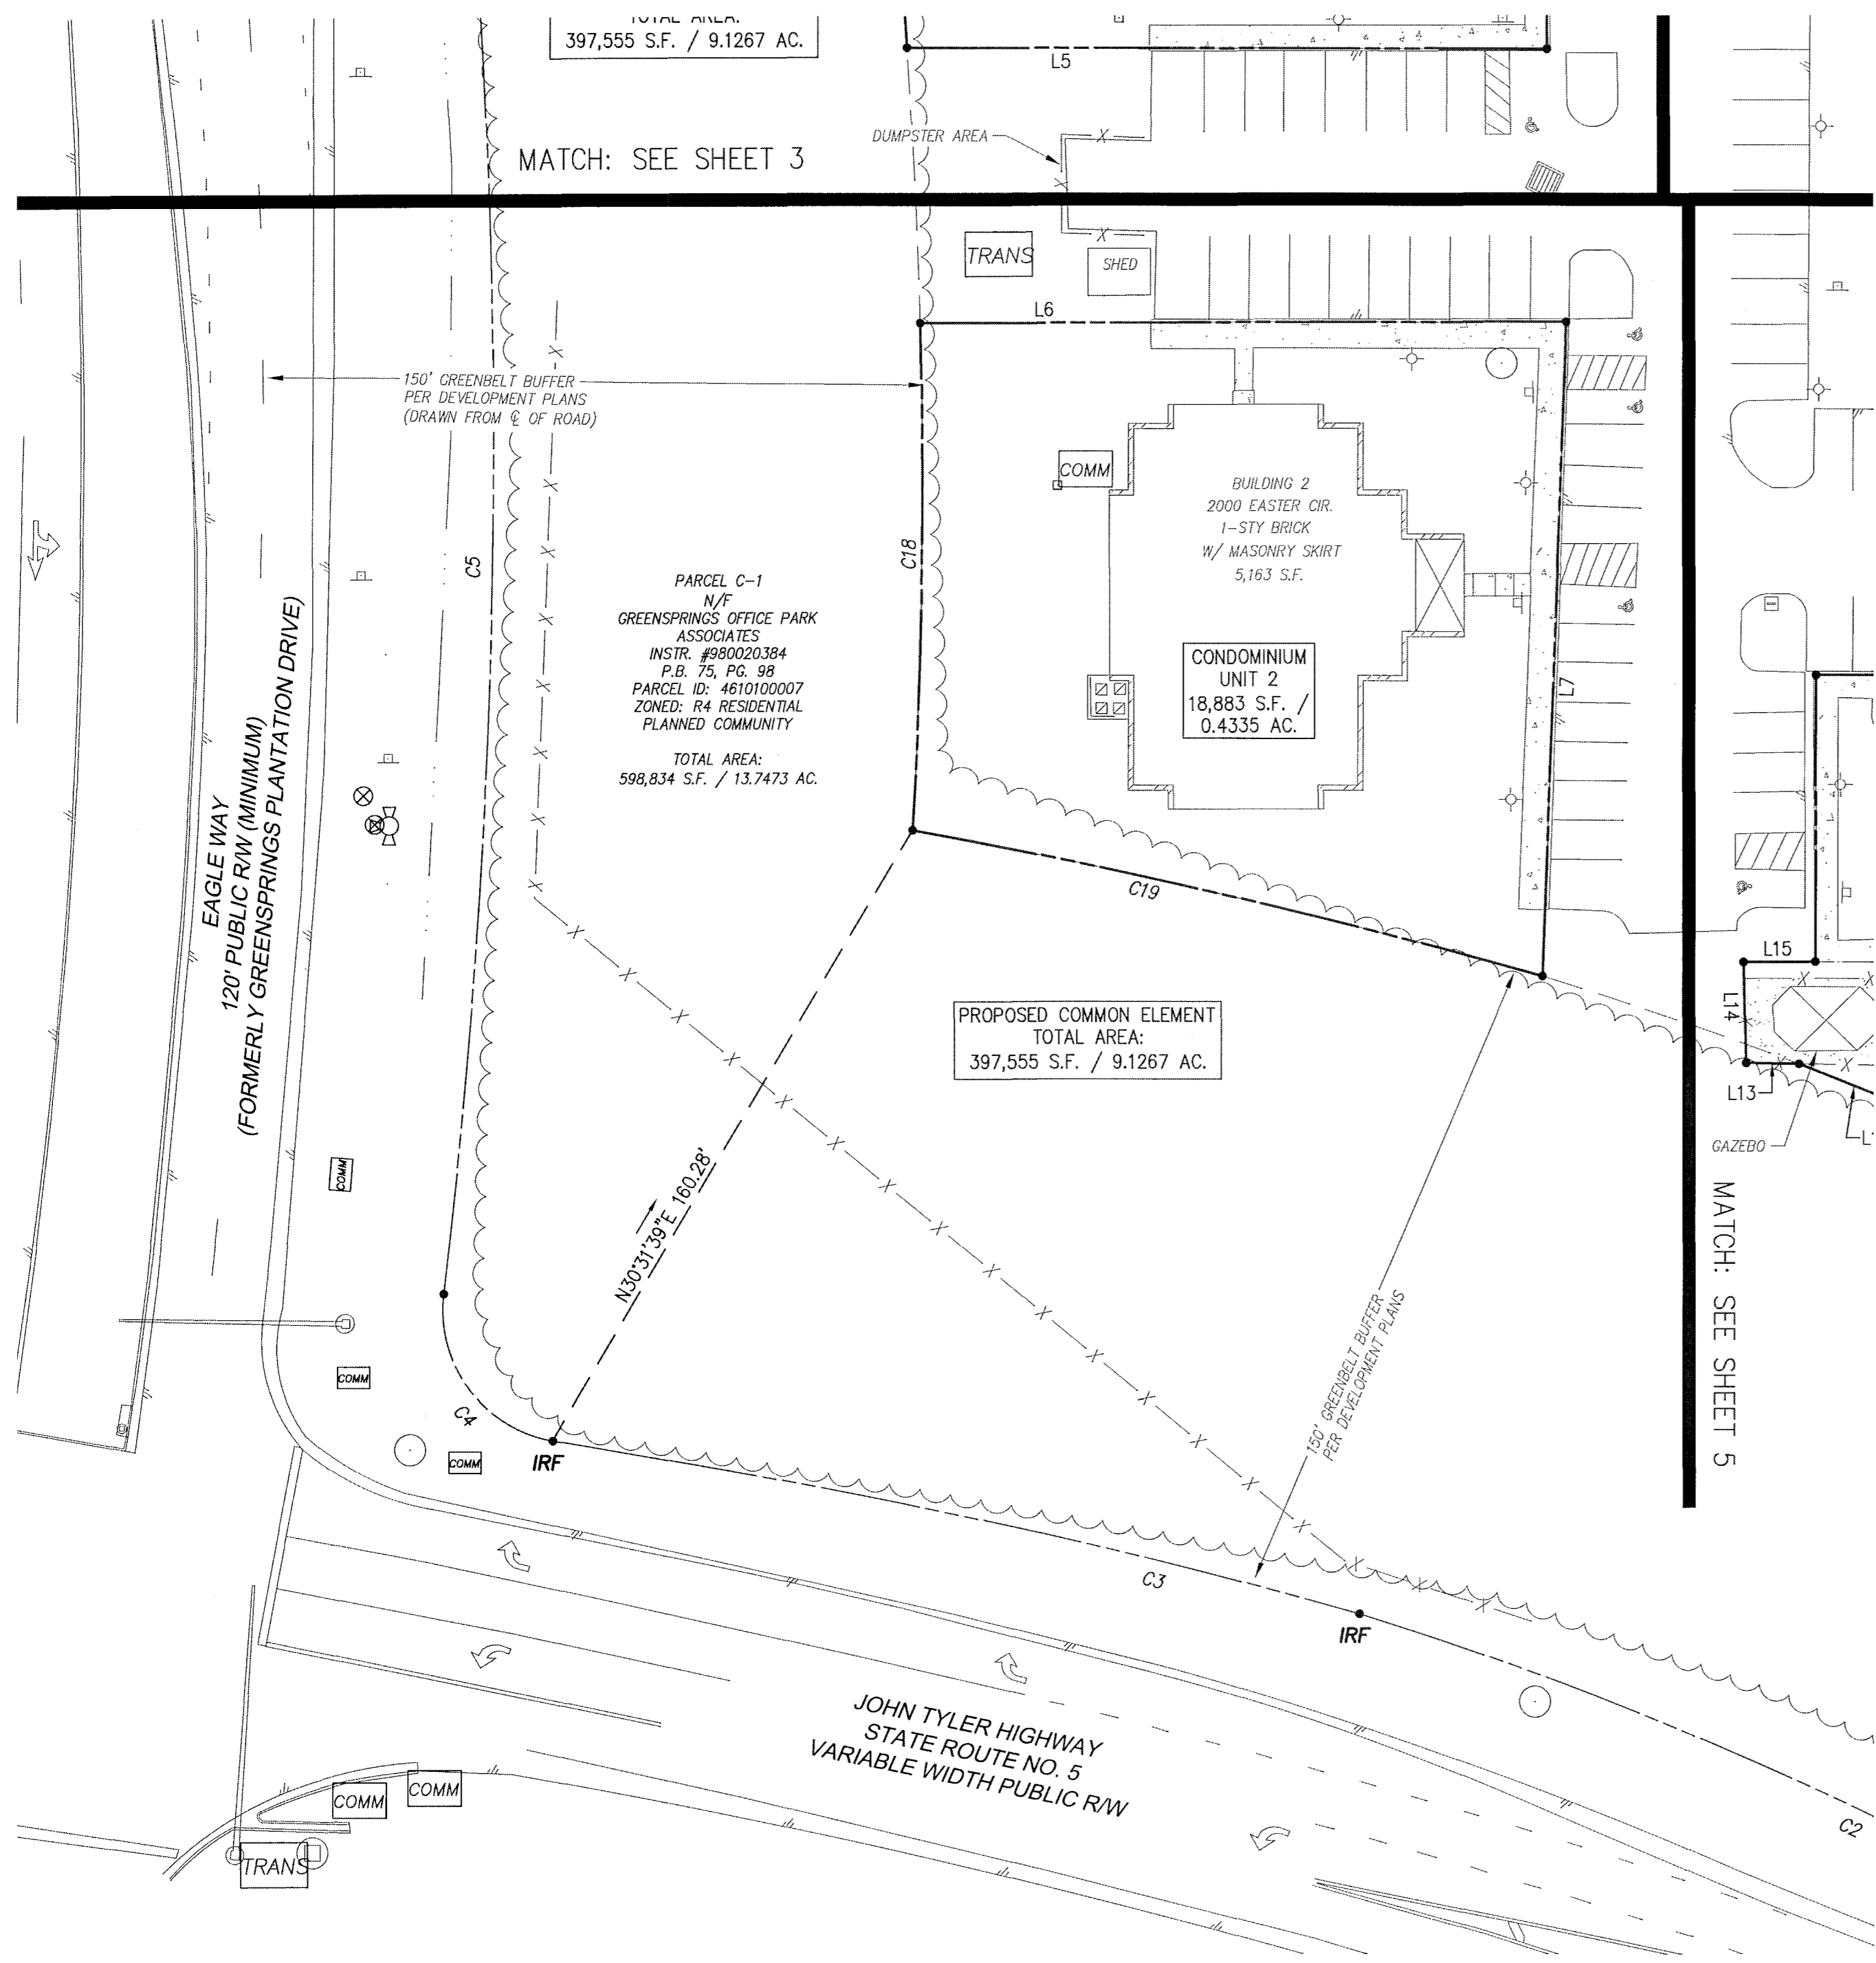 TOTAL AREA:
397,555 S.F. / 9.1267 AC.
L5
DUMPSTER AREA
MATCH: SEE SHEET 3
TRANS
SHED
L6
150' GREENBELT BUFFER
PER DEVELOPMENT PLANS
(DRAWN FROM ℄ OF ROAD)
COMM
BUILDING 2
2000 EASTER CIR.
1-STY BRICK
W/ MASONRY SKIRT
5,163 S.F.
C5
C18
PARCEL C-1
N/F
GREENSPRINGS OFFICE PARK
ASSOCIATES
INSTR. #980020384
P.B. 75, PG. 98
PARCEL ID: 4610100007
ZONED: R4 RESIDENTIAL
PLANNED COMMUNITY
TOTAL AREA:
598,834 S.F. / 13.7473 AC.
CONDOMINIUM
UNIT 2
18,883 S.F. /
0.4335 AC.
L7
EAGLE WAY
120' PUBLIC R/W (MINIMUM)
(FORMERLY GREENSPRINGS PLANTATION DRIVE)
C19
L15
L14
L13
GAZEBO
PROPOSED COMMON ELEMENT
TOTAL AREA:
397,555 S.F. / 9.1267 AC.
COMM
N30°31'39"E 160.28'
150' GREENBELT BUFFER
PER DEVELOPMENT PLANS
MATCH: SEE SHEET 5
COMM
C4
COMM
IRF
C3
IRF
JOHN TYLER HIGHWAY
STATE ROUTE NO. 5
VARIABLE WIDTH PUBLIC R/W
COMM
COMM
TRANS
C2